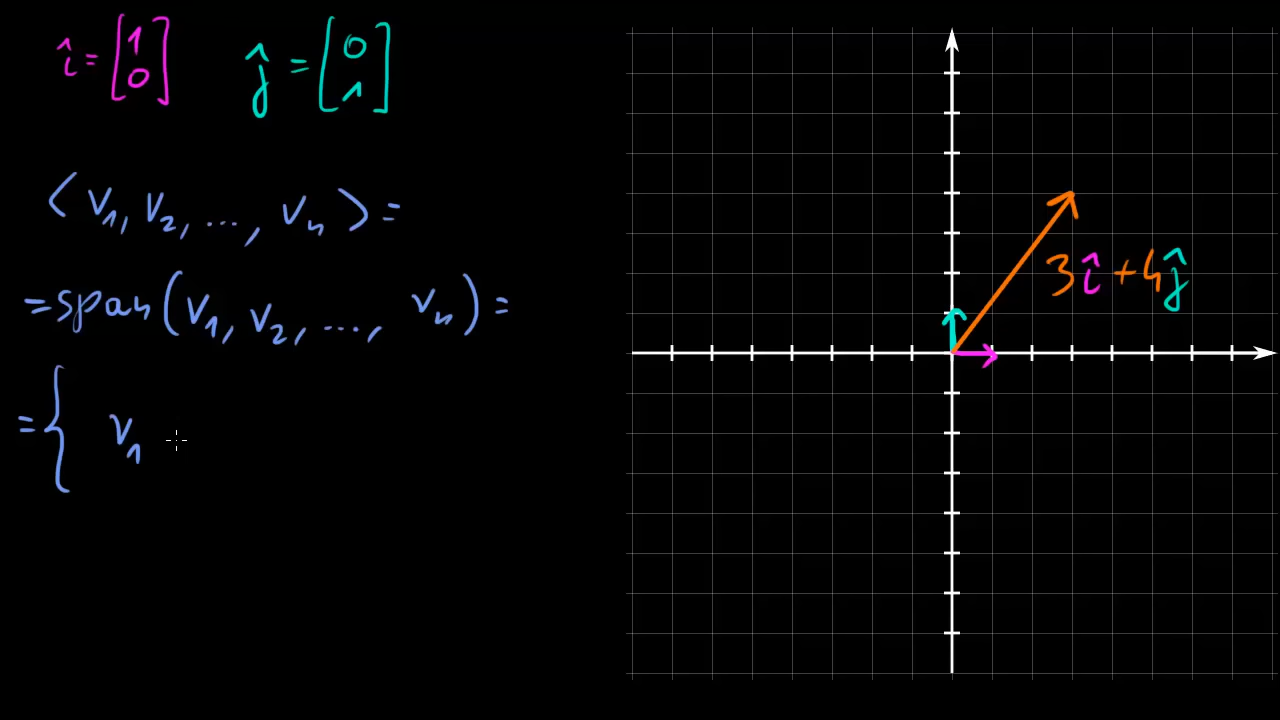 î = [1 0] ĵ = [0 1]
⟨v₁, v₂, ..., vₙ⟩ =
= span(v₁, v₂, ..., vₙ) =
= { v₁
3î + 4ĵ